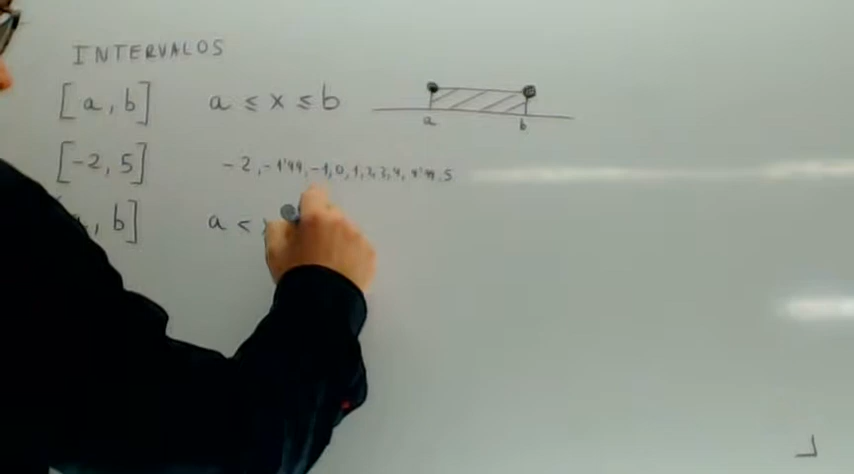 INTERVALOS
[a, b] a ≤ x ≤ b
a b
[-2, 5] -2, -1'99, -1, 0, 1, 2, 3, 4, 4'99, 5
, b] a <